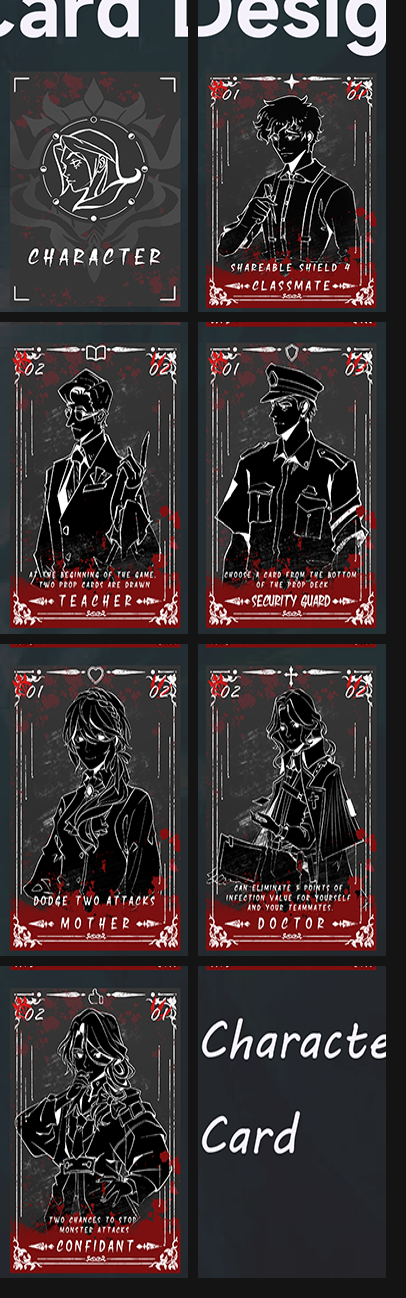 Card Desig
CHARACTER
01 01
SHAREABLE SHIELD 4
CLASSMATE
02 02
AT THE BEGINNING OF THE GAME,
TWO PROP CARDS ARE DRAWN
TEACHER
01 03
CHOOSE A CARD FROM THE BOTTOM
OF THE PROP DECK
SECURITY GUARD
01 02
DODGE TWO ATTACKS
MOTHER
02 02
CAN ELIMINATE 5 POINTS OF
INFECTION VALUE FOR YOURSELF
AND YOUR TEAMMATES.
DOCTOR
02 01
TWO CHANCES TO STOP
MONSTER ATTACKS
CONFIDANT
Characte
Card